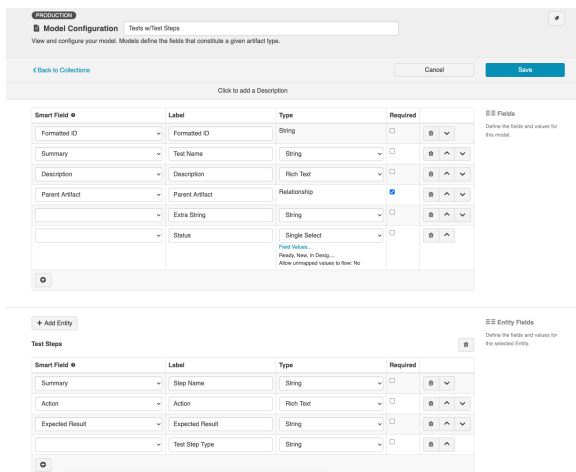 PRODUCTION
Model Configuration Tests w/Test Steps
View and configure your model. Models define the fields that constitute a given artifact type.
Back to Collections Cancel Save
Click to add a Description
Smart Field Label Type Required
Formatted ID Formatted ID String
Summary Test Name String
Description Description Rich Text
Parent Artifact Parent Artifact Relationship
Extra String String
Status Single Select
Field Values...
Ready, New, In Desig,...
Allow unmapped values to flow: No
Fields
Define the fields and values for
this model.
+ Add Entity
Test Steps
Smart Field Label Type Required
Summary Step Name String
Action Action Rich Text
Expected Result Expected Result String
Test Step Type String
Entity Fields
Define the fields and values for
the selected Entity.